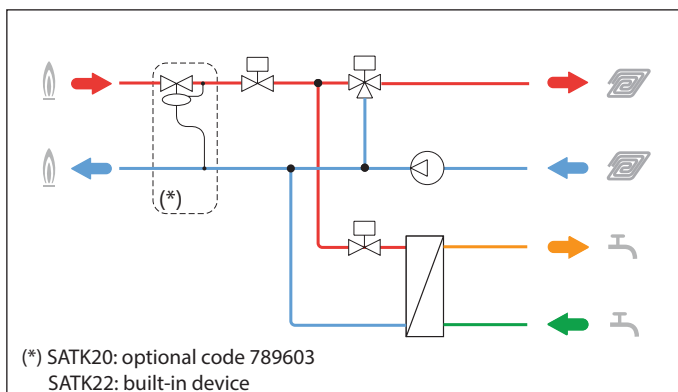 (*)
(*) SATK20: optional code 789603
SATK22: built-in device